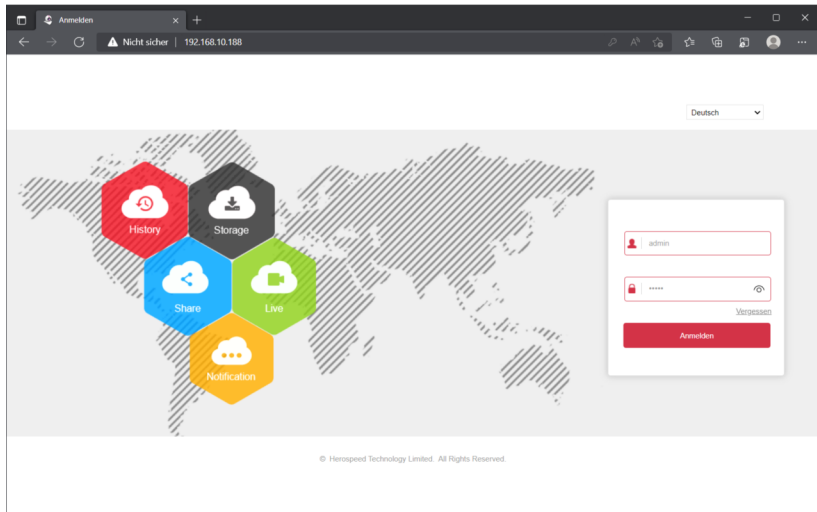 Anmelden
Nicht sicher | 192.168.10.188
Deutsch
History
Storage
Share
Live
Notification
admin
•••••
Vergessen
Anmelden
© Herospeed Technology Limited. All Rights Reserved.